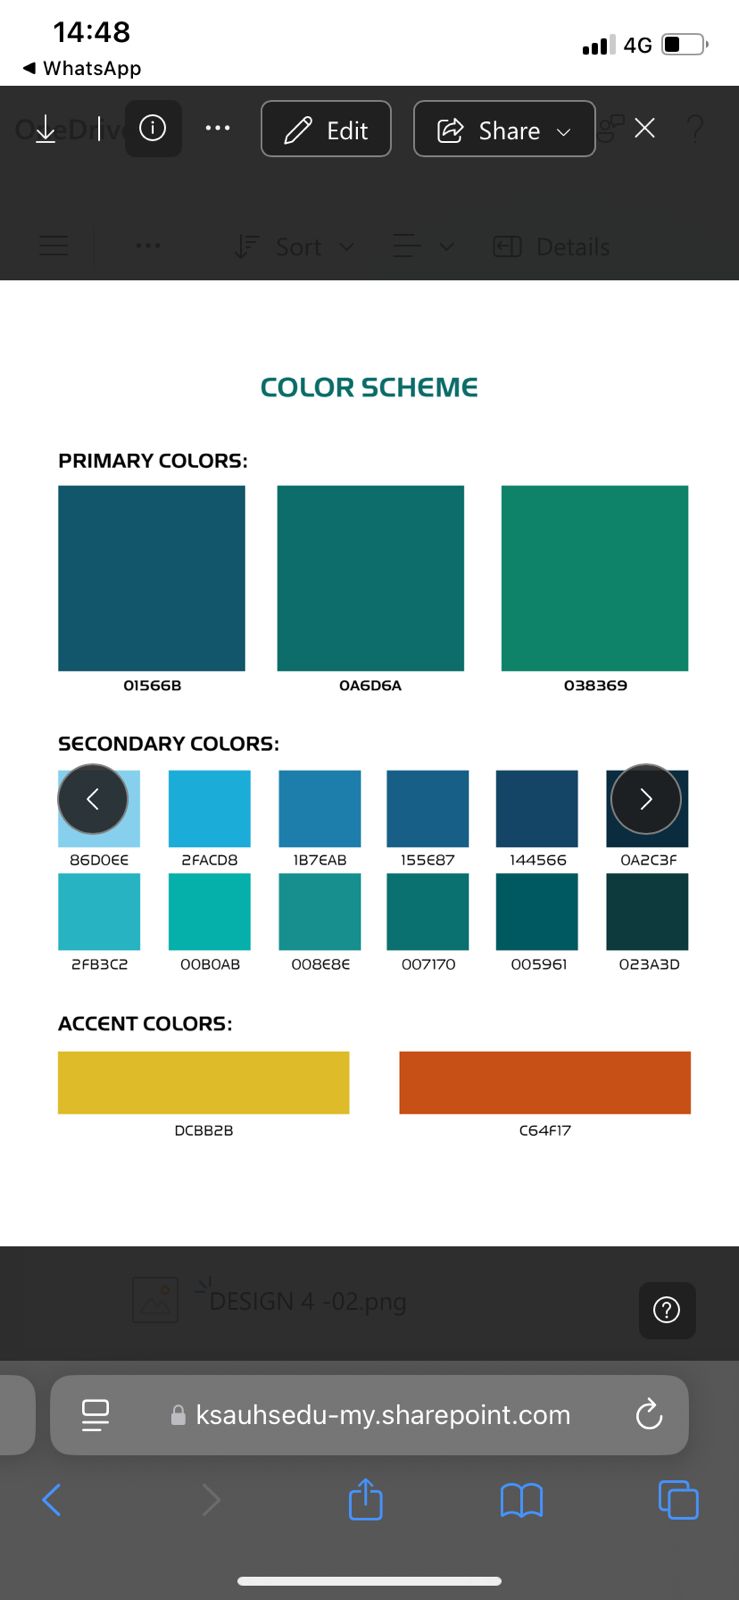 14:48
4G
WhatsApp
OneDrive
Edit
Share
Sort
Details
COLOR SCHEME
PRIMARY COLORS:
01566B 0A6D6A 038369
SECONDARY COLORS:
86D0EE 2FACD8 1B7EAB 155E87 144566 0A2C3F
2FB3C2 00B0AB 008E8E 007170 005961 023A3D
ACCENT COLORS:
DCBB2B C64F17
DESIGN 4 -02.png
ksauhsedu-my.sharepoint.com